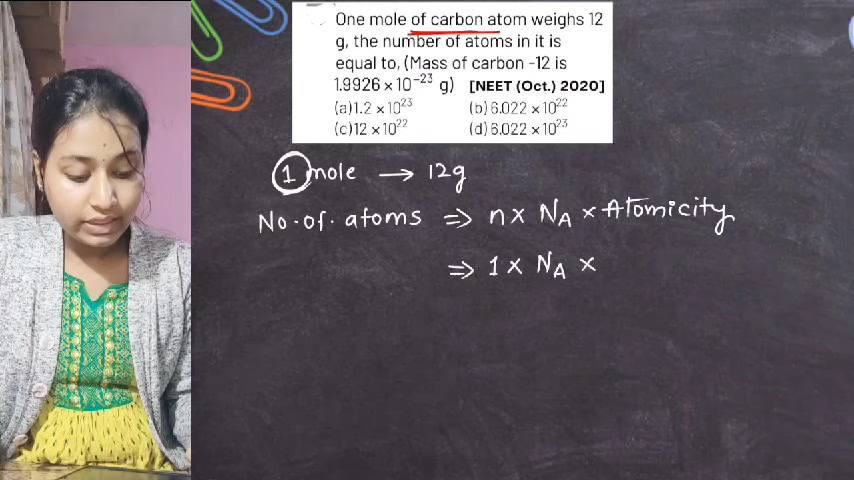 One mole of carbon atom weighs 12
g, the number of atoms in it is
equal to, (Mass of carbon -12 is
1.9926 × 10⁻²³ g) [NEET (Oct.) 2020]
(a)1.2 × 10²³ (b) 6.022 × 10²²
(c)12 × 10²² (d) 6.022 × 10²³
1 mole → 12g
No. of. atoms ⇒ n × N_A × Atomicity
⇒ 1 × N_A ×